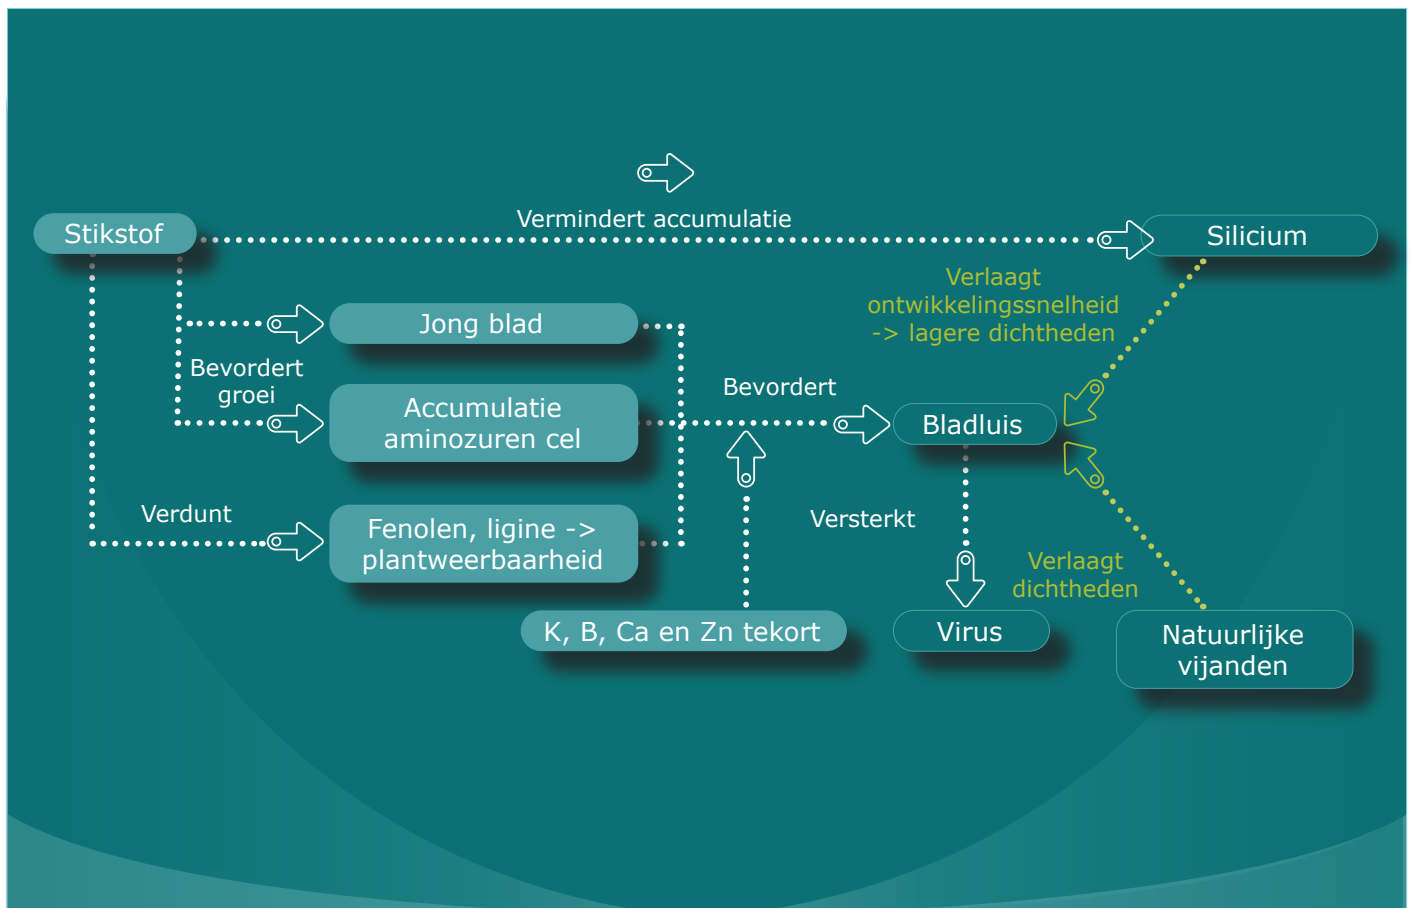 Vermindert accumulatie
Stikstof
Silicium
Verlaagt
ontwikkelingssnelheid
-> lagere dichtheden
Jong blad
Bevordert
groei
Accumulatie
aminozuren cel
Bevordert
Bladluis
Verdunt
Fenolen, ligine ->
plantweerbaarheid
Versterkt
Verlaagt
dichtheden
K, B, Ca en Zn tekort
Virus
Natuurlijke
vijanden